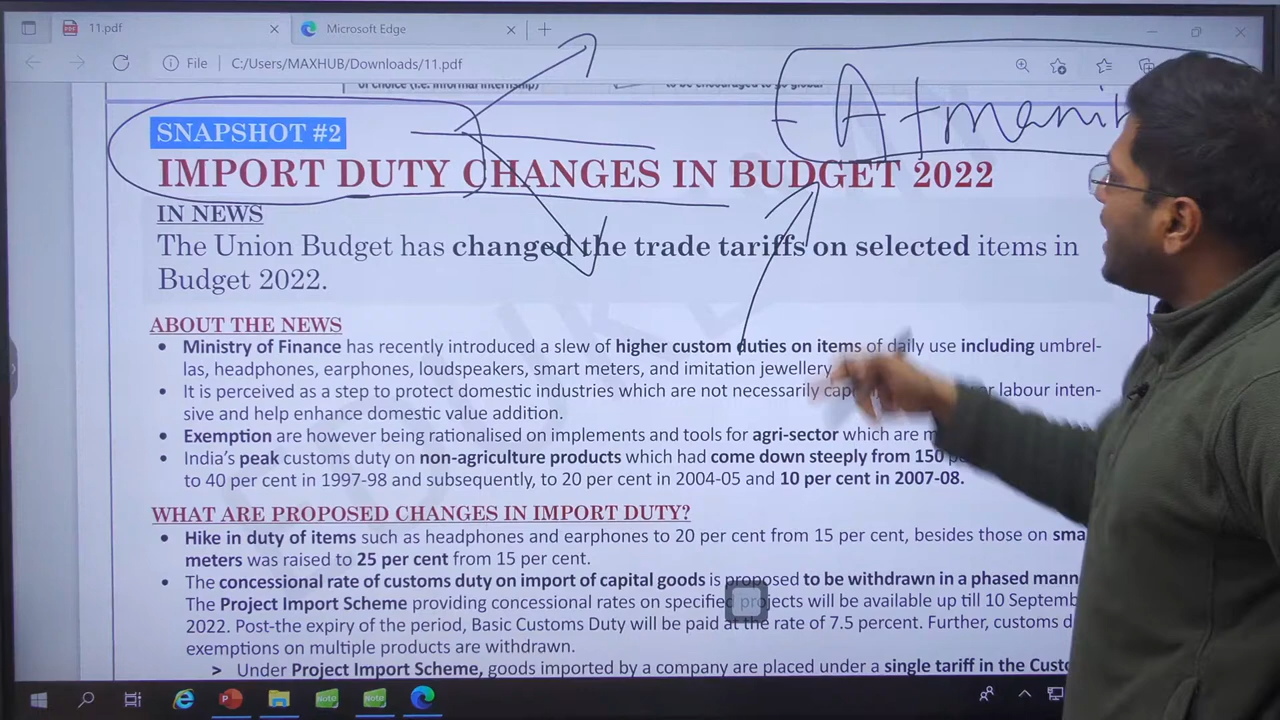 11.pdf
Microsoft Edge
File
C:/Users/MAXHUB/Downloads/11.pdf
of choice (i.e. informal internship)
to be encouraged to go global
Atmanir
SNAPSHOT #2
IMPORT DUTY CHANGES IN BUDGET 2022
IN NEWS
The Union Budget has changed the trade tariffs on selected items in
Budget 2022.
ABOUT THE NEWS
• Ministry of Finance has recently introduced a slew of higher custom duties on items of daily use including umbrel-
las, headphones, earphones, loudspeakers, smart meters, and imitation jewellery
• It is perceived as a step to protect domestic industries which are not necessarily labour inten-
sive and help enhance domestic value addition.
• Exemption are however being rationalised on implements and tools for agri-sector which are
• India's peak customs duty on non-agriculture products which had come down steeply from 150
to 40 per cent in 1997-98 and subsequently, to 20 per cent in 2004-05 and 10 per cent in 2007-08.
WHAT ARE PROPOSED CHANGES IN IMPORT DUTY?
• Hike in duty of items such as headphones and earphones to 20 per cent from 15 per cent, besides those on sma
meters was raised to 25 per cent from 15 per cent.
• The concessional rate of customs duty on import of capital goods is proposed to be withdrawn in a phased mann
The Project Import Scheme providing concessional rates on specified projects will be available up till 10 Septemb
2022. Post-the expiry of the period, Basic Customs Duty will be paid at the rate of 7.5 percent. Further, customs d
exemptions on multiple products are withdrawn.
> Under Project Import Scheme, goods imported by a company are placed under a single tariff in the Custo